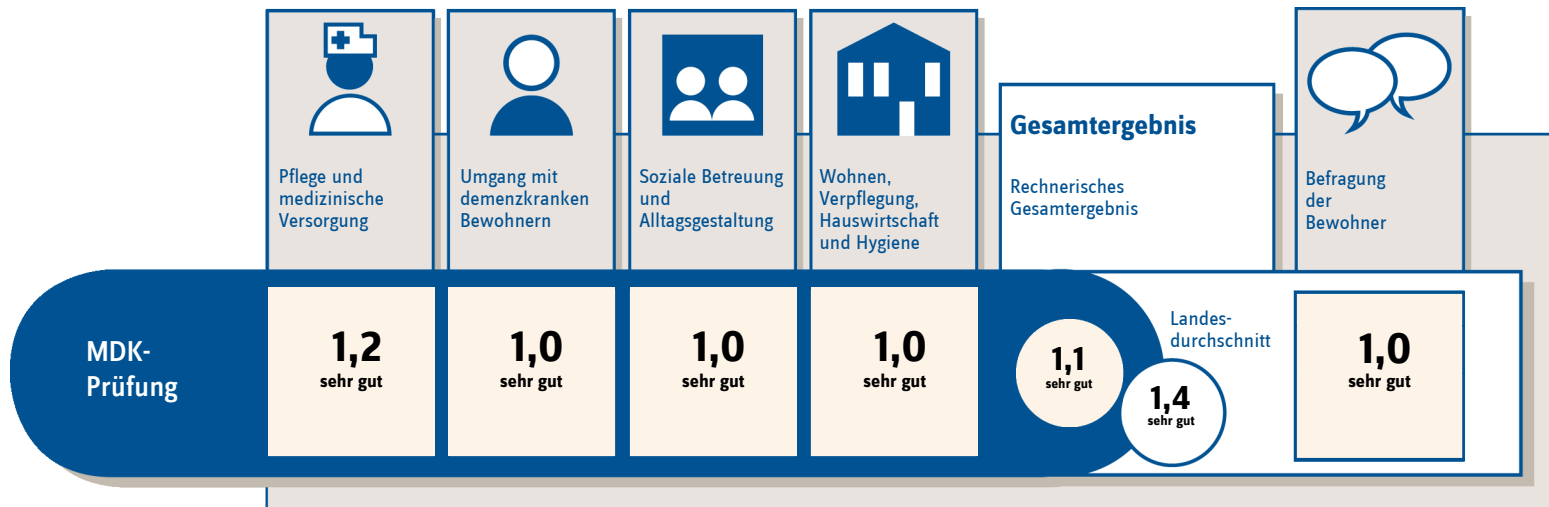 Pflege und
medizinische
Versorgung
Umgang mit
demenzkranken
Bewohnern
Soziale Betreuung
und
Alltagsgestaltung
Wohnen,
Verpflegung,
Hauswirtschaft
und Hygiene
Gesamtergebnis
Rechnerisches
Gesamtergebnis
Befragung
der
Bewohner
MDK-
Prüfung
1,2
sehr gut
1,0
sehr gut
1,0
sehr gut
1,0
sehr gut
1,1
sehr gut
Landes-
durchschnitt
1,4
sehr gut
1,0
sehr gut